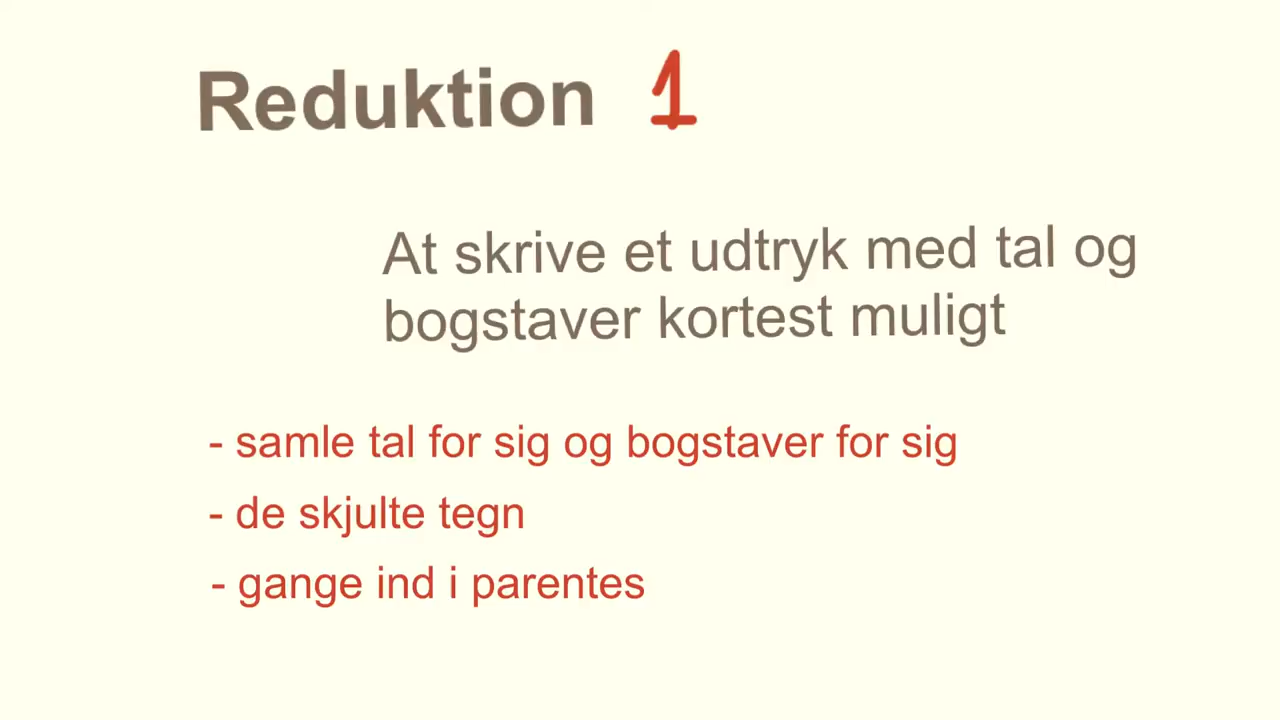 Reduktion 1
At skrive et udtryk med tal og
bogstaver kortest muligt
- samle tal for sig og bogstaver for sig
- de skjulte tegn
- gange ind i parentes